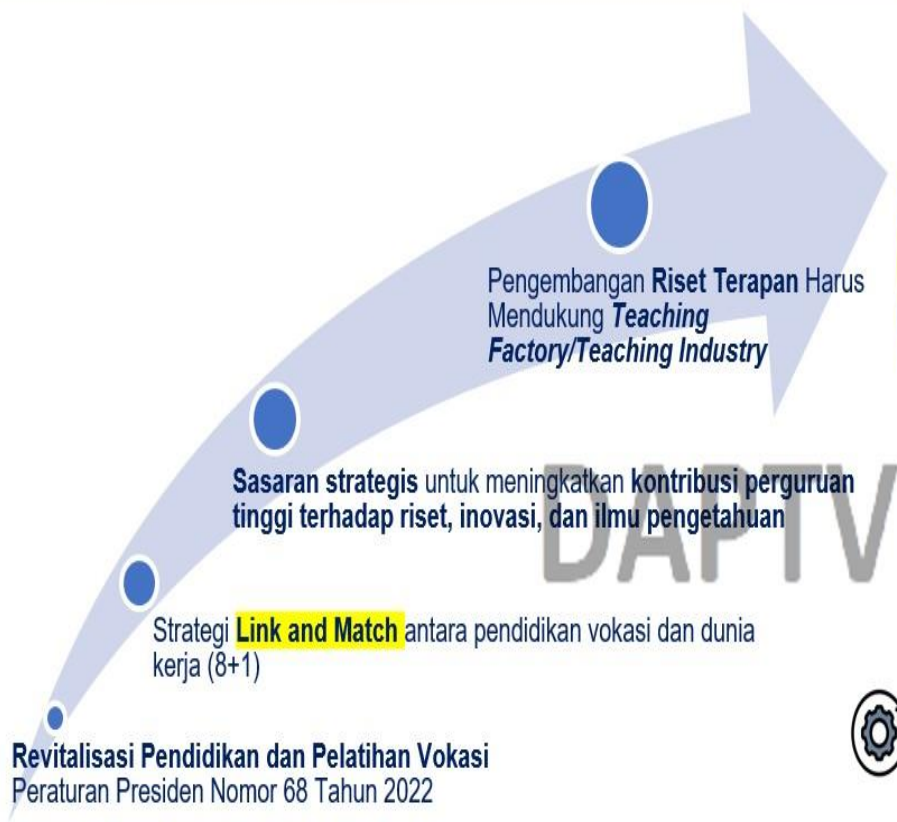 Pengembangan Riset Terapan Harus
Mendukung Teaching
Factory/Teaching Industry
Sasaran strategis untuk meningkatkan kontribusi perguruan
tinggi terhadap riset, inovasi, dan ilmu pengetahuan
DAPTV
Strategi Link and Match antara pendidikan vokasi dan dunia
kerja (8+1)
Revitalisasi Pendidikan dan Pelatihan Vokasi
Peraturan Presiden Nomor 68 Tahun 2022